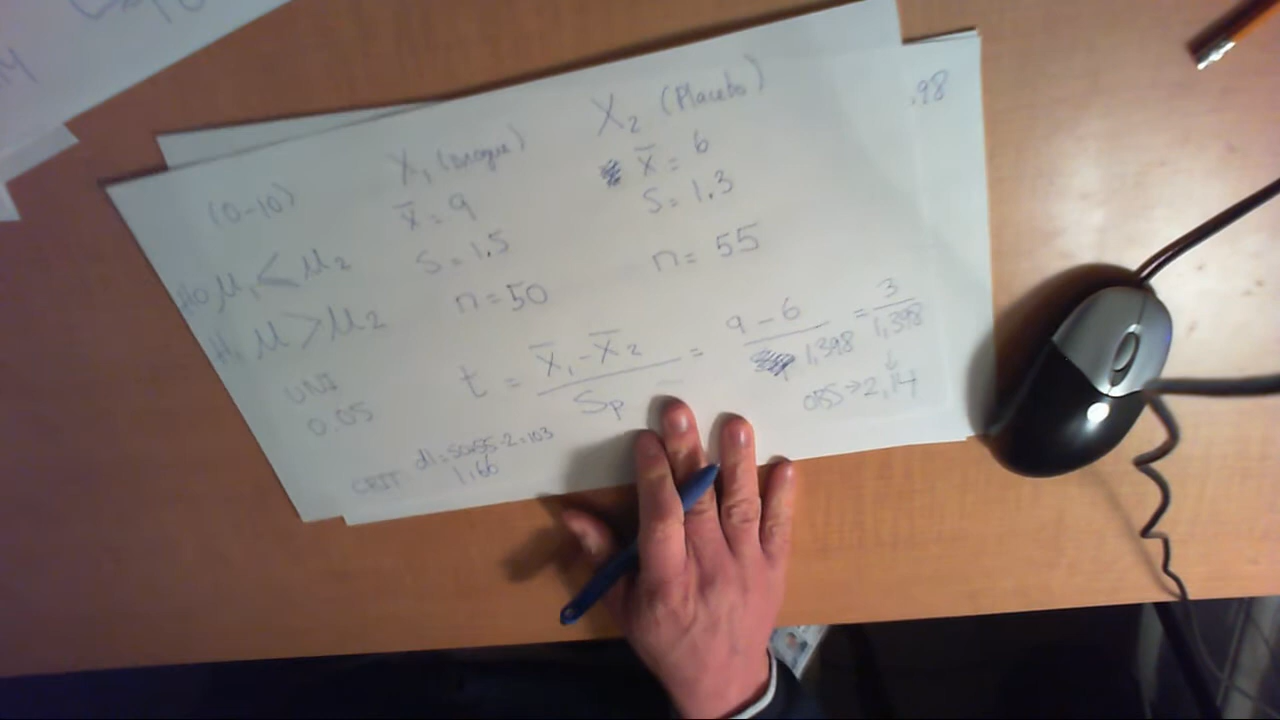 .98
X₁ (Drogue)
X₂ (Placebo)
(0-10)
x̄ = 9
x̄ = 6
S = 1.5
S = 1.3
n = 50
n = 55
H0 μ₁ < μ₂
H₁ μ > μ₂
UNI
0.05
t = X̄₁ - X̄₂ / Sp = 9 - 6 / 1,398 = 3 / 1,398
OBS → 2,14
CRIT dl = 50+55-2 = 103
1,66